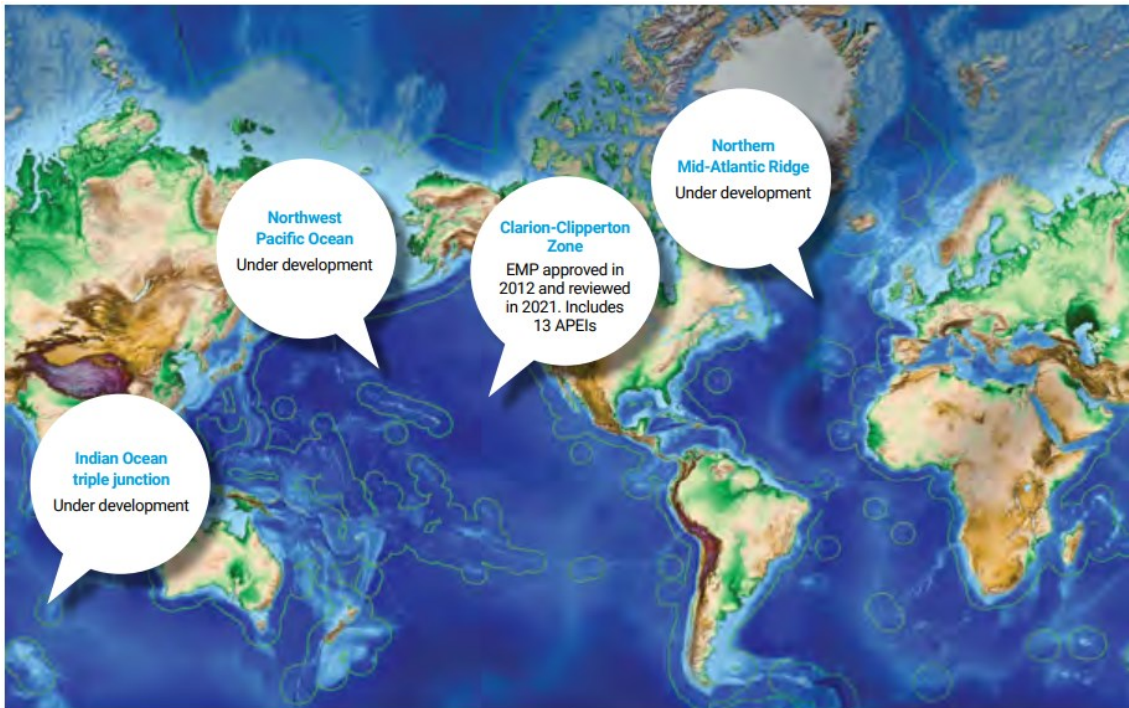 Northern
Mid-Atlantic Ridge
Under development
Northwest
Pacific Ocean
Under development
Clarion-Clipperton
Zone
EMP approved in
2012 and reviewed
in 2021. Includes
13 APEIs
Indian Ocean
triple junction
Under development